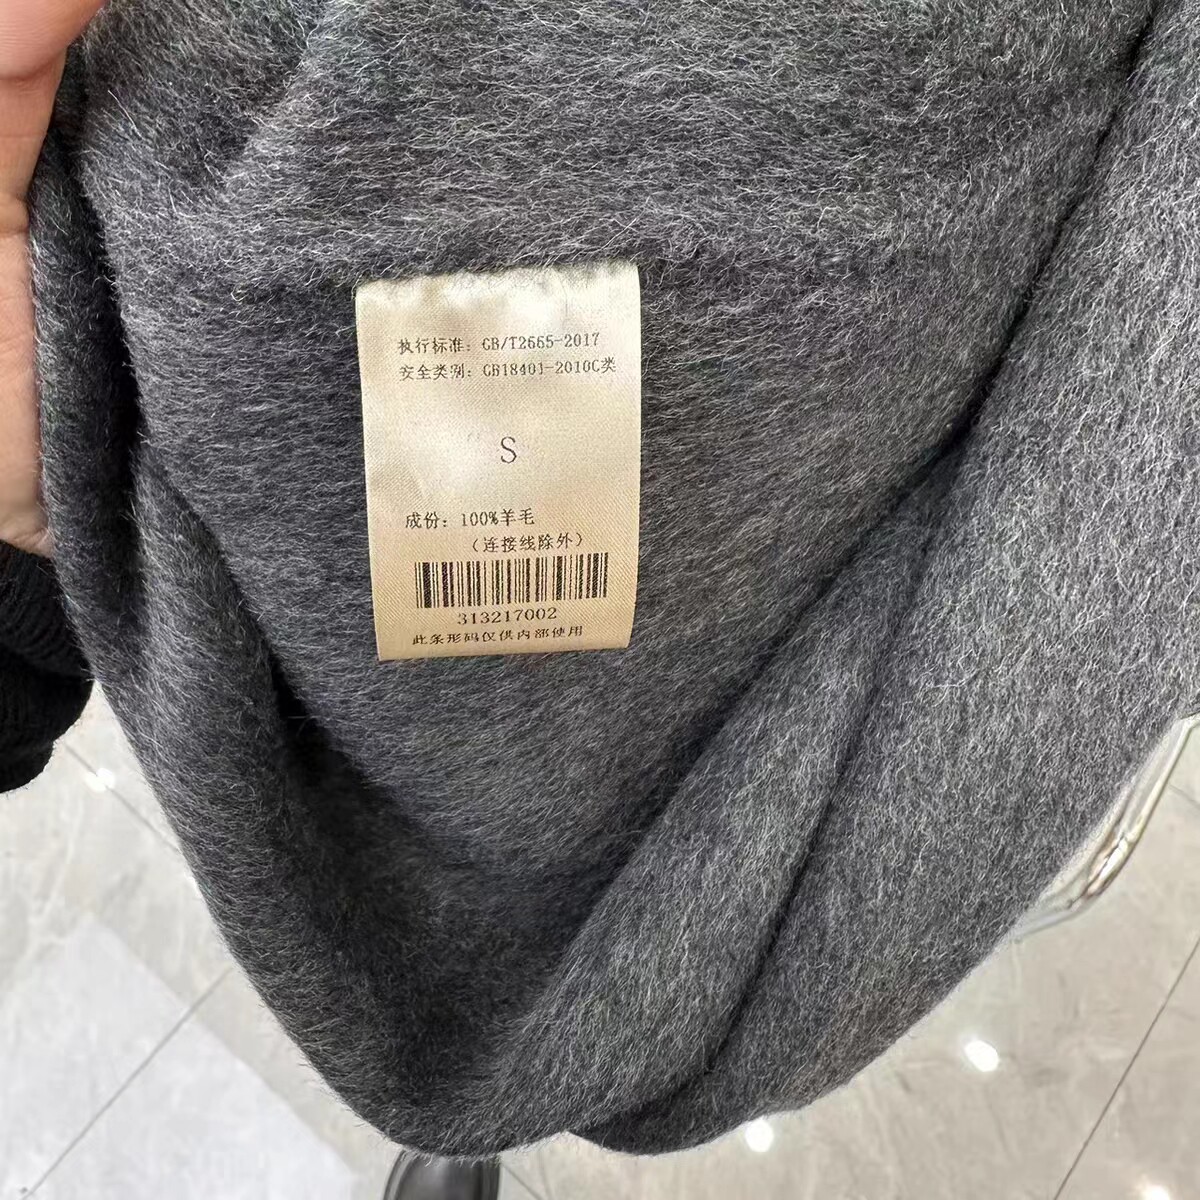 执行标准：GB/T2665-2017
安全类别：GB18401-2010C类
S
成份：100%羊毛
（连接线除外）
313217002
此条形码仅供内部使用